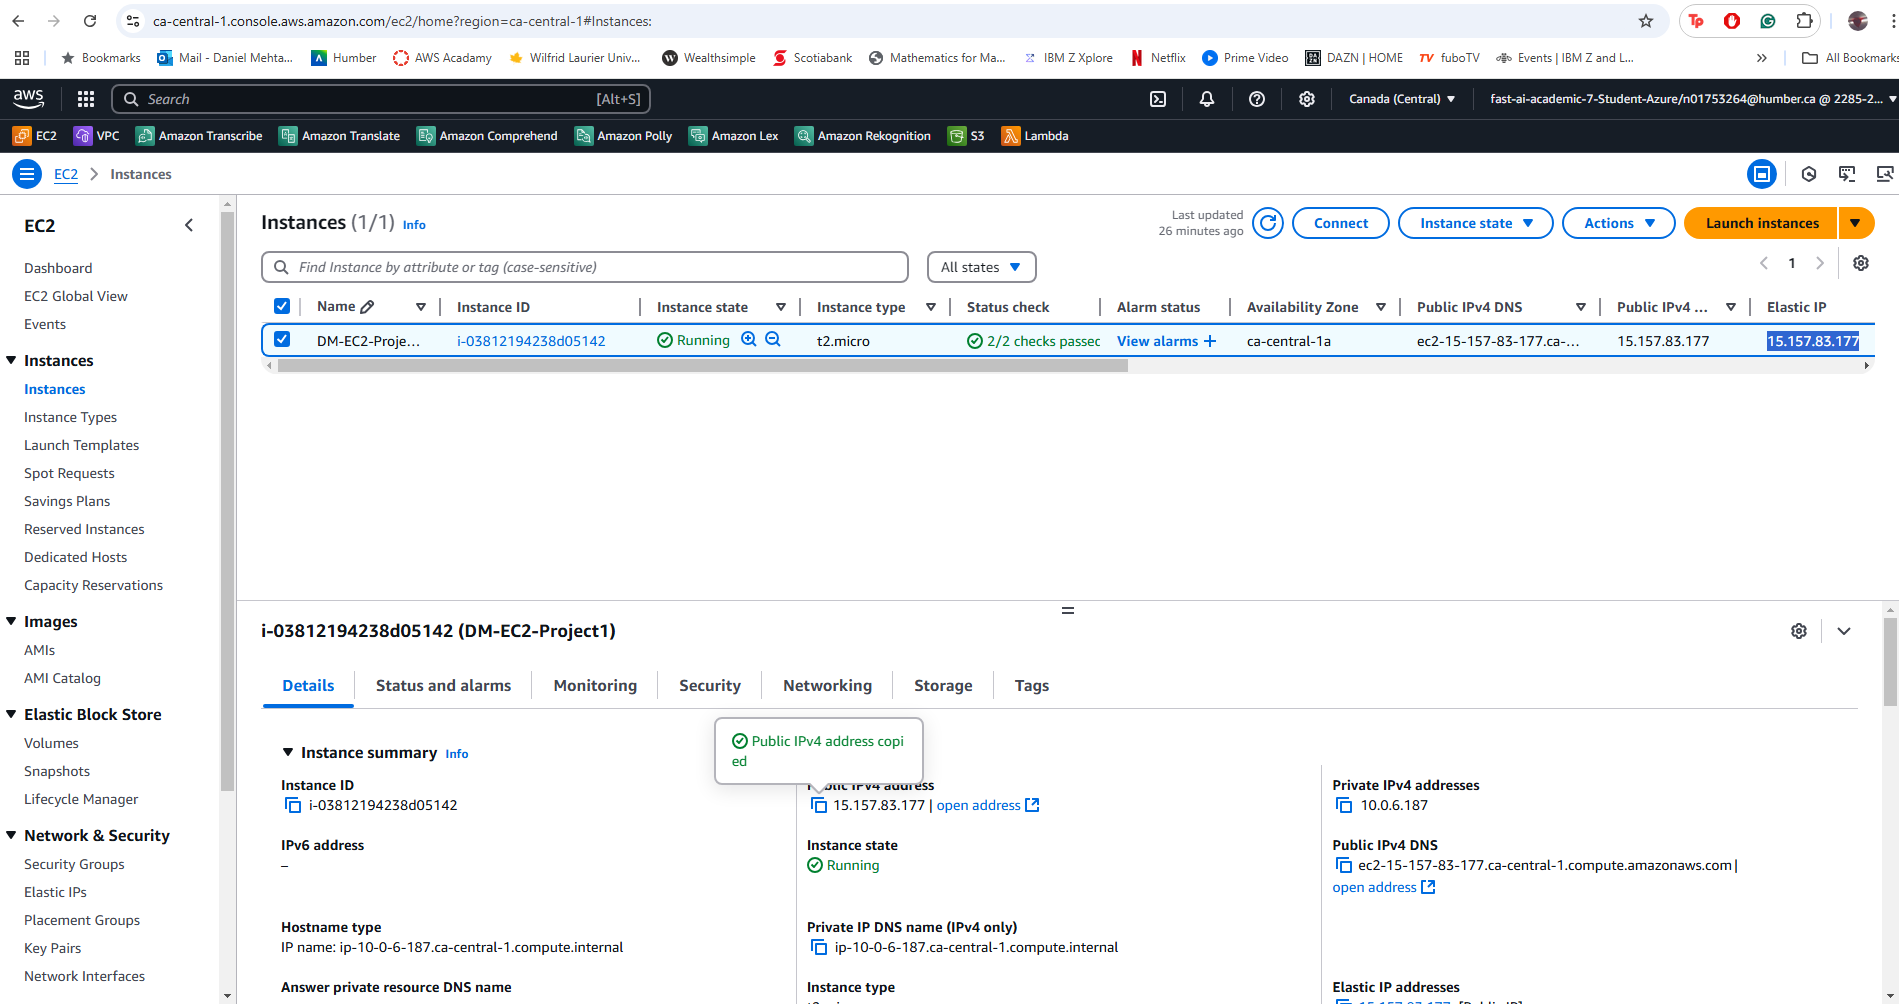 ca-central-1.console.aws.amazon.com/ec2/home?region=ca-central-1#Instances:
Bookmarks Mail - Daniel Mehta... Humber AWS Acadamy Wilfrid Laurier Univ... Wealthsimple Scotiabank Mathematics for Ma... IBM Z Xplore Netflix Prime Video DAZN | HOME fuboTV Events | IBM Z and L... » All Bookmarks
aws Search [Alt+S] Canada (Central) fast-ai-academic-7-Student-Azure/n01753264@humber.ca @ 2285-2...
EC2 VPC Amazon Transcribe Amazon Translate Amazon Comprehend Amazon Polly Amazon Lex Amazon Rekognition S3 Lambda
EC2 > Instances
EC2
Dashboard
EC2 Global View
Events
Instances
Instances
Instance Types
Launch Templates
Spot Requests
Savings Plans
Reserved Instances
Dedicated Hosts
Capacity Reservations
Images
AMIs
AMI Catalog
Elastic Block Store
Volumes
Snapshots
Lifecycle Manager
Network & Security
Security Groups
Elastic IPs
Placement Groups
Key Pairs
Network Interfaces
Instances (1/1) Info
Last updated
26 minutes ago
Connect Instance state Actions Launch instances
Find Instance by attribute or tag (case-sensitive) All states 1
Name Instance ID Instance state Instance type Status check Alarm status Availability Zone Public IPv4 DNS Public IPv4 ... Elastic IP
DM-EC2-Proje... i-03812194238d05142 Running t2.micro 2/2 checks passed View alarms + ca-central-1a ec2-15-157-83-177.ca-... 15.157.83.177 15.157.83.177
i-03812194238d05142 (DM-EC2-Project1)
Details Status and alarms Monitoring Security Networking Storage Tags
Public IPv4 address copi
ed
Instance summary Info
Instance ID
i-03812194238d05142
Public IPv4 address
15.157.83.177 | open address
Private IPv4 addresses
10.0.6.187
IPv6 address
–
Instance state
Running
Public IPv4 DNS
ec2-15-157-83-177.ca-central-1.compute.amazonaws.com |
open address
Hostname type
IP name: ip-10-0-6-187.ca-central-1.compute.internal
Private IP DNS name (IPv4 only)
ip-10-0-6-187.ca-central-1.compute.internal
Answer private resource DNS name
Instance type
Elastic IP addresses